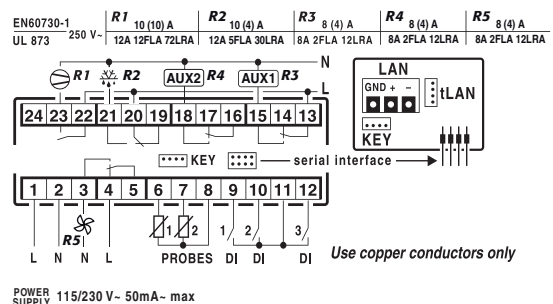 EN60730-1
UL 873
250 V~
R1 10 (10) A
12A 12FLA 72LRA
R2 10 (4) A
12A 5FLA 30LRA
R3 8 (4) A
8A 2FLA 12LRA
R4 8 (4) A
8A 2FLA 12LRA
R5 8 (4) A
8A 2FLA 12LRA
R1 R2 AUX2 R4 AUX1 R3 N
L
24 23 22 21 20 19 18 17 16 15 14 13
LAN
GND + -
tLAN
KEY
KEY serial interface
1 2 3 4 5 6 7 8 9 10 11 12
R5 1 2 1 2 3
L N N L PROBES DI DI DI
Use copper conductors only
POWER SUPPLY 115/230 V~ 50mA~ max